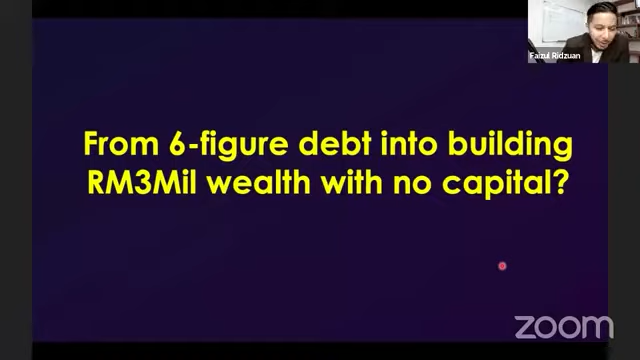 Faizul Ridzuan
From 6-figure debt into building
RM3Mil wealth with no capital?
zoom